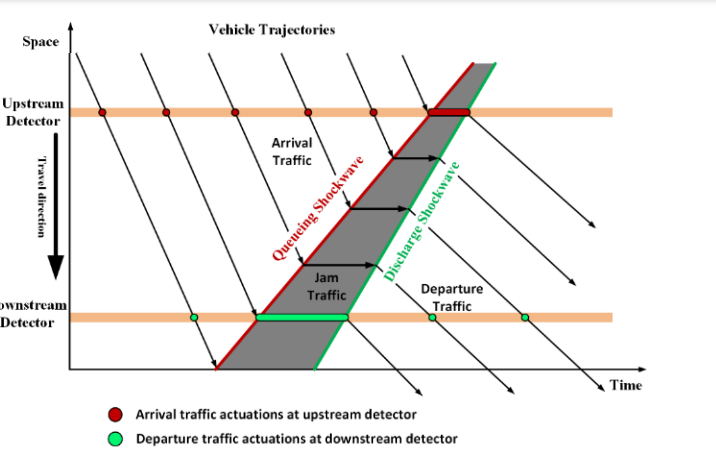 Vehicle Trajectories
Space
Upstream
Detector
Arrival
Traffic
Travel direction
Queueing Shockwave
Discharge Shockwave
Jam
Traffic
Departure
Traffic
ownstream
Detector
Time
Arrival traffic actuations at upstream detector
Departure traffic actuations at downstream detector